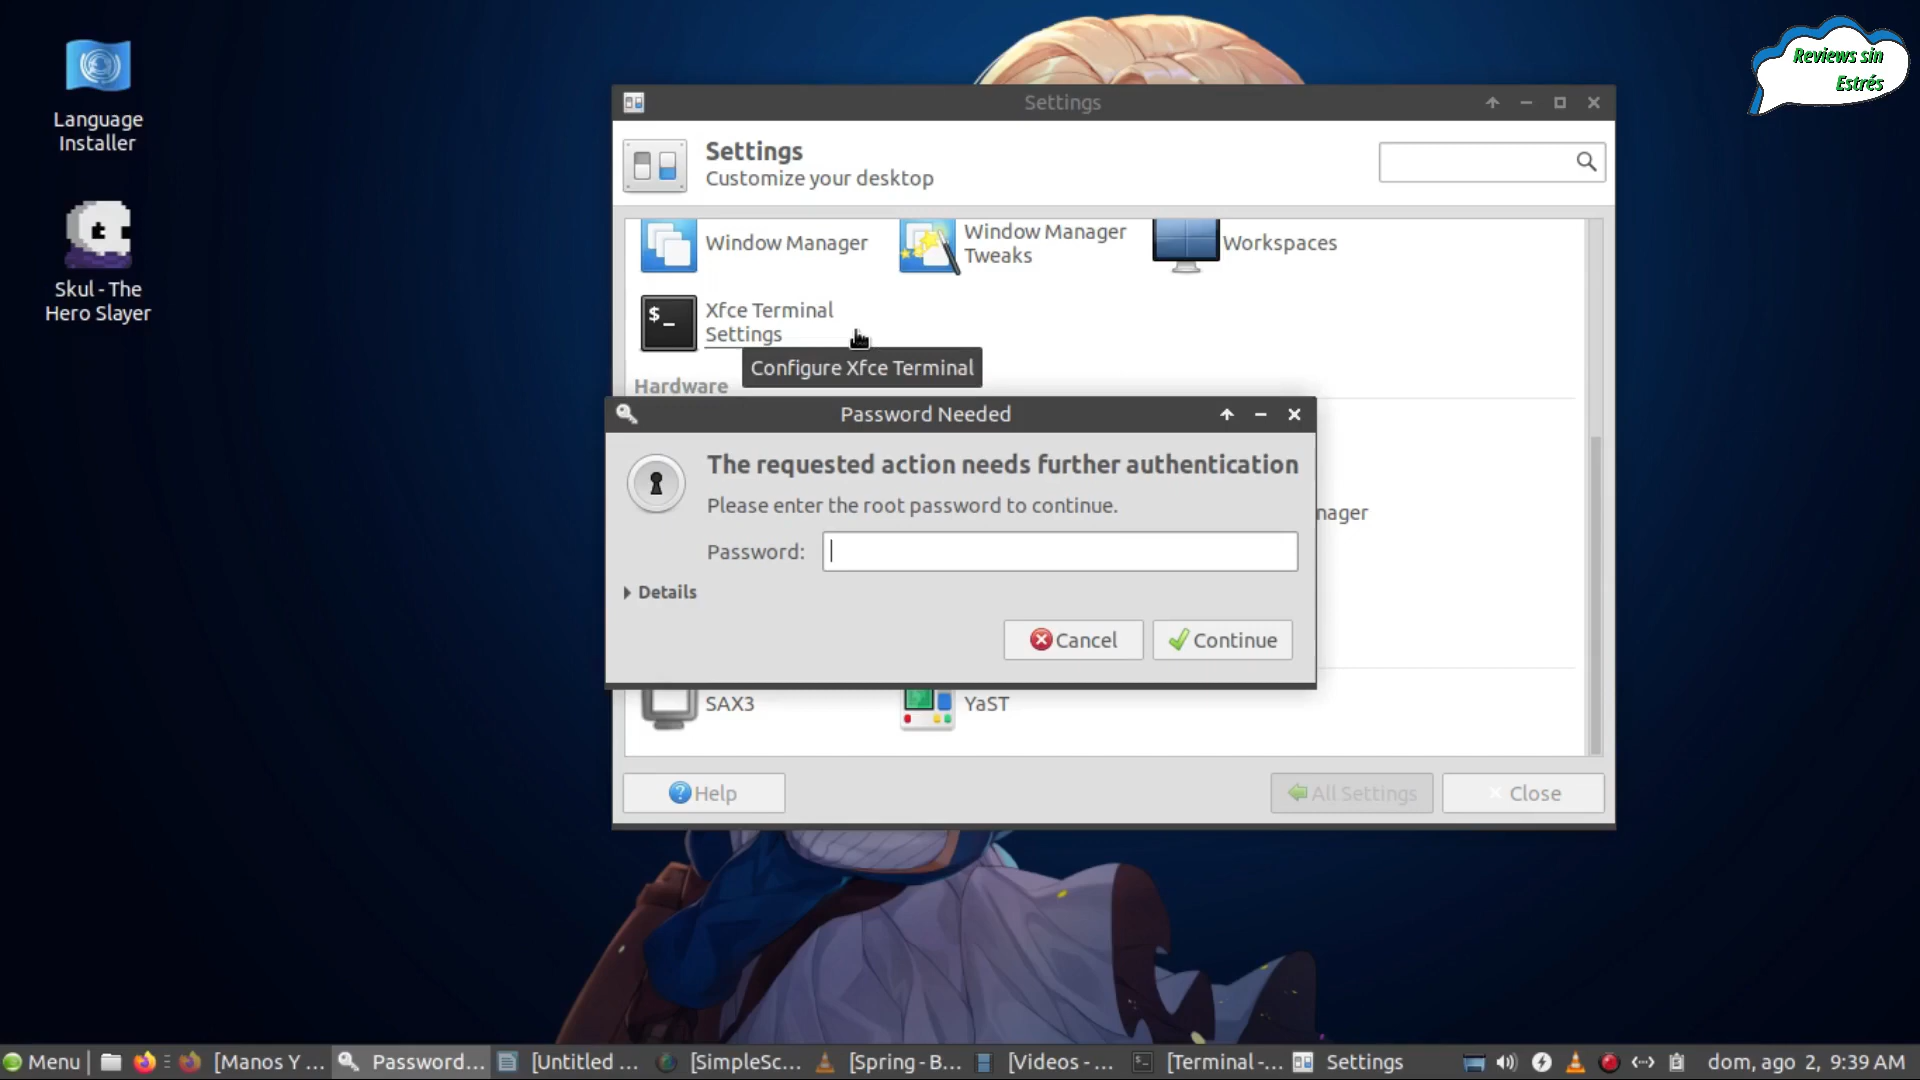 Reviews sin
Estrés
Language
Installer
Skul - The
Hero Slayer
Settings
Settings
Customize your desktop
Window Manager
Window Manager
Tweaks
Workspaces
$_
Xfce Terminal
Settings
Configure Xfce Terminal
Hardware
Password Needed
The requested action needs further authentication
Please enter the root password to continue.
Password:
Details
Cancel
Continue
nager
SAX3
YaST
Help
All Settings
Close
Menu
[Manos Y ...
Password...
[Untitled ...
[SimpleSc...
[Spring - B...
[Videos - ...
[Terminal -...
Settings
dom, ago 2, 9:39 AM